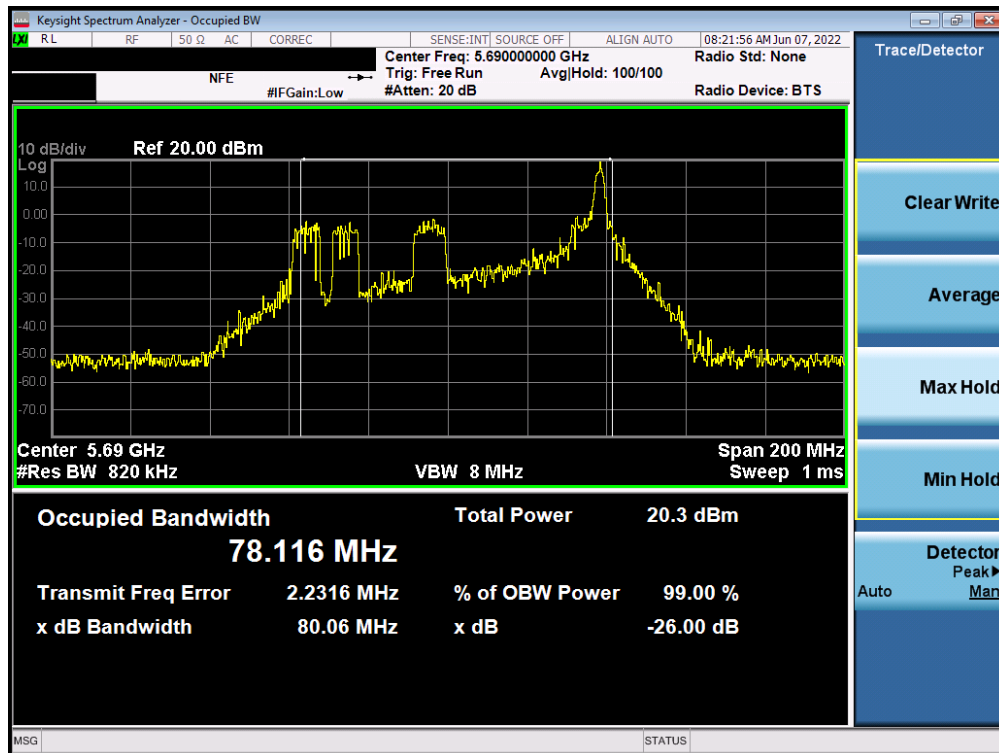 Keysight Spectrum Analyzer - Occupied BW
LXI RL RF 50 Ω AC CORREC SENSE:INT SOURCE OFF ALIGN AUTO 08:21:56 AM Jun 07, 2022
Center Freq: 5.690000000 GHz Radio Std: None
NFE Trig: Free Run Avg|Hold: 100/100
#IFGain:Low #Atten: 20 dB Radio Device: BTS
Trace/Detector
10 dB/div Ref 20.00 dBm
Log
10.0
0.00
-10.0
-20.0
-30.0
-40.0
-50.0
-60.0
-70.0
Center 5.69 GHz Span 200 MHz
#Res BW 820 kHz VBW 8 MHz Sweep 1 ms
Occupied Bandwidth Total Power 20.3 dBm
78.116 MHz
Transmit Freq Error 2.2316 MHz % of OBW Power 99.00 %
x dB Bandwidth 80.06 MHz x dB -26.00 dB
Clear Write
Average
Max Hold
Min Hold
Detector
Peak
Auto Man
MSG STATUS